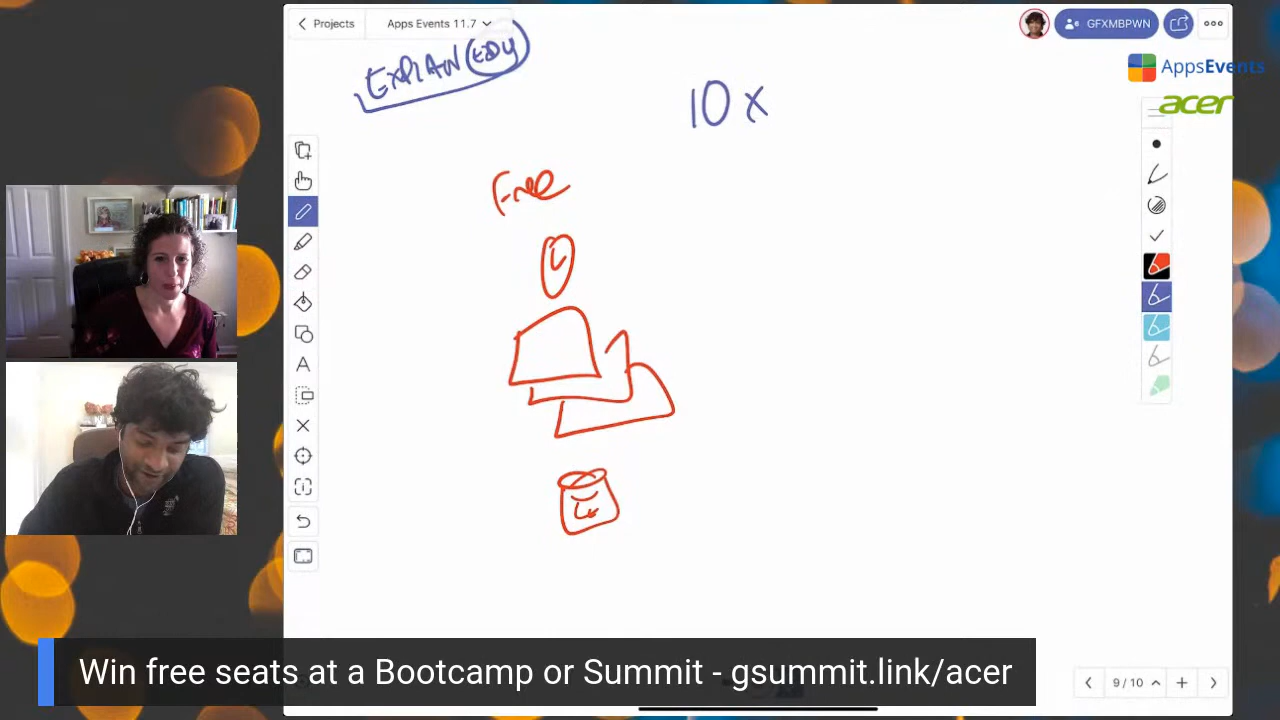 Projects
Apps Events 11.7
GFXMBPWN
AppsEvents
acer
EXPLAIN EDU
10 x
Free
9 / 10
Win free seats at a Bootcamp or Summit - gsummit.link/acer